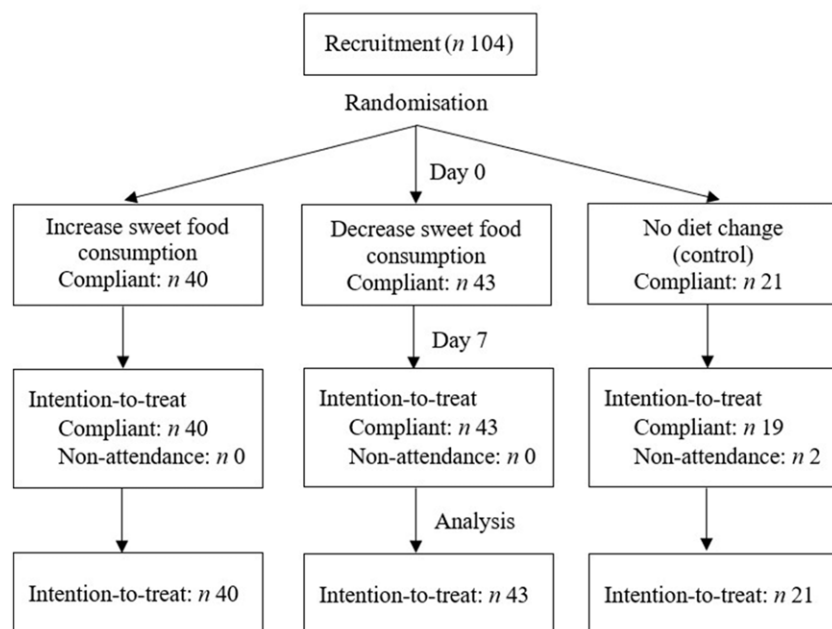 Recruitment (n 104)
Randomisation
Day 0
Increase sweet food
consumption
Compliant: n 40
Decrease sweet food
consumption
Compliant: n 43
No diet change
(control)
Compliant: n 21
Day 7
Intention-to-treat
Compliant: n 40
Non-attendance: n 0
Intention-to-treat
Compliant: n 43
Non-attendance: n 0
Intention-to-treat
Compliant: n 19
Non-attendance: n 2
Analysis
Intention-to-treat: n 40
Intention-to-treat: n 43
Intention-to-treat: n 21